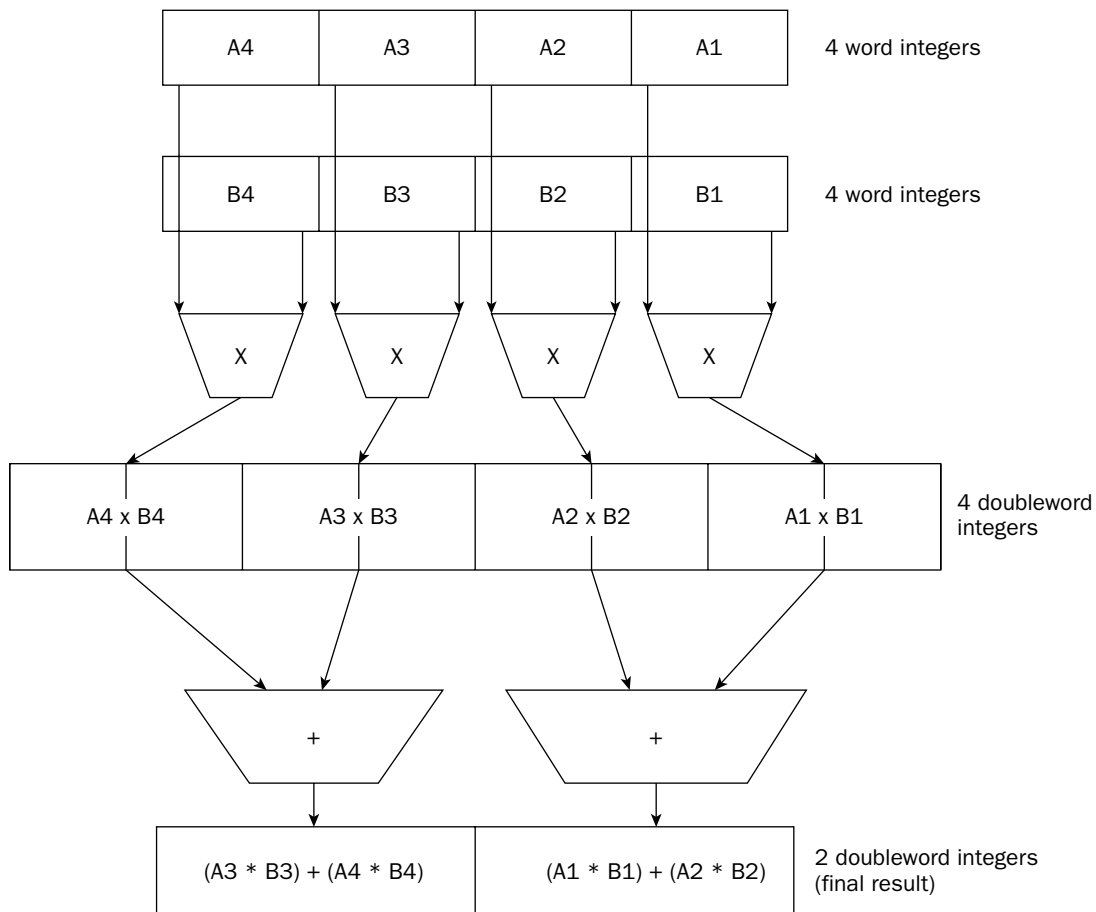 A4 A3 A2 A1 4 word integers
B4 B3 B2 B1 4 word integers
X X X X
A4 x B4 A3 x B3 A2 x B2 A1 x B1 4 doubleword
integers
+ +
(A3 * B3) + (A4 * B4) (A1 * B1) + (A2 * B2) 2 doubleword integers
(final result)